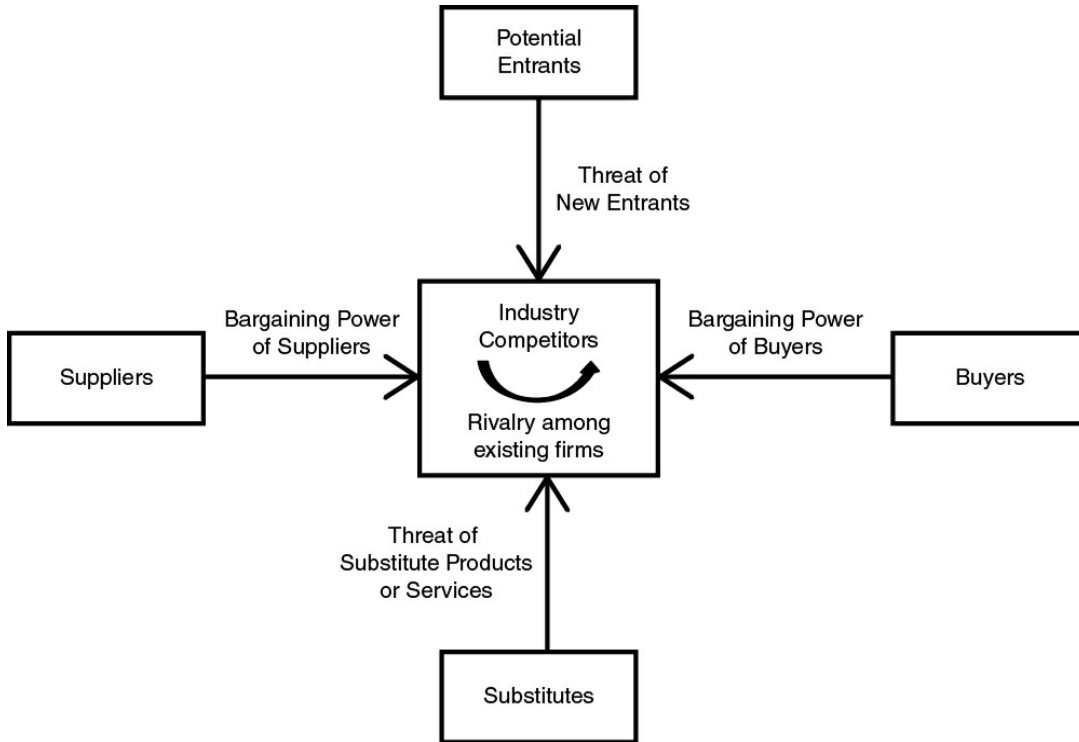 Potential
Entrants
Threat of
New Entrants
Bargaining Power
of Suppliers
Suppliers
Industry
Competitors
Rivalry among
existing firms
Bargaining Power
of Buyers
Buyers
Threat of
Substitute Products
or Services
Substitutes